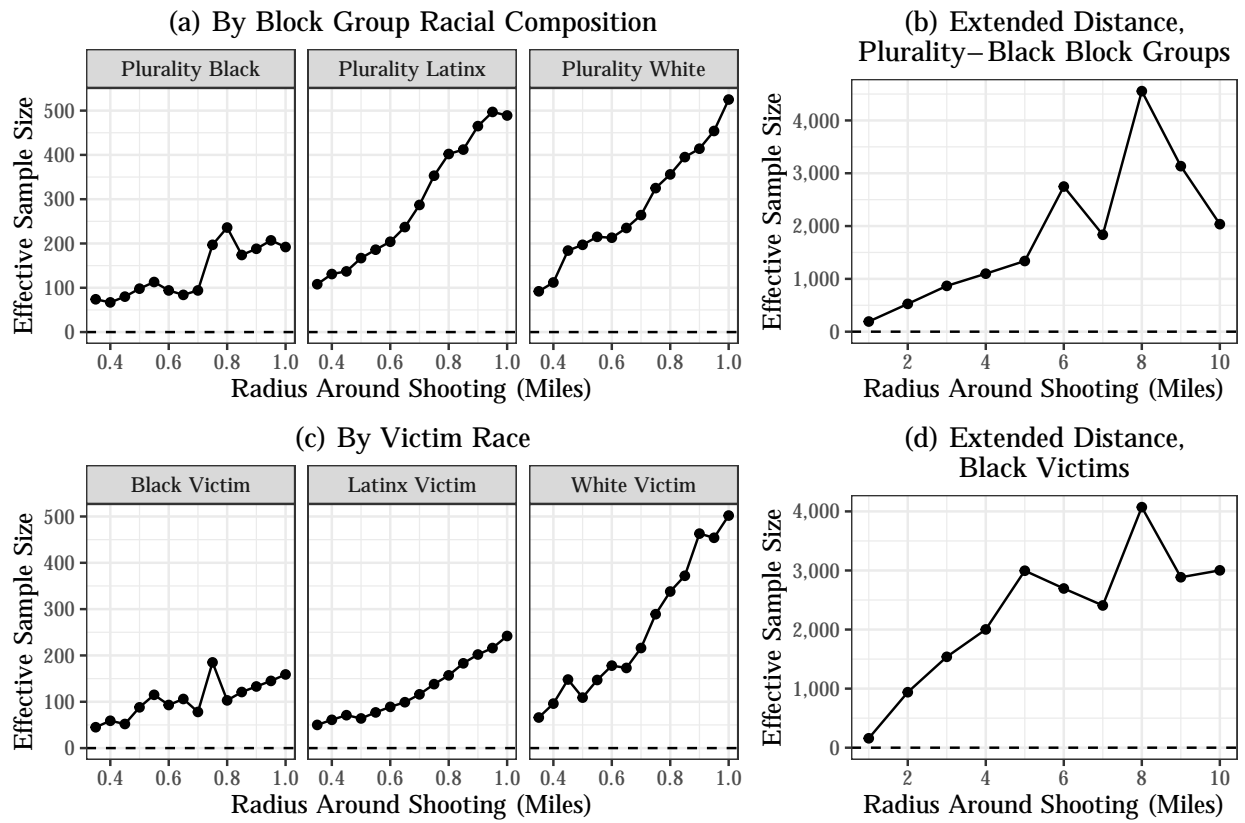 (a) By Block Group Racial Composition
Plurality Black
Plurality Latinx
Plurality White
Effective Sample Size
500
400
300
200
100
0
0.4 0.6 0.8 1.0
0.4 0.6 0.8 1.0
0.4 0.6 0.8 1.0
Radius Around Shooting (Miles)
(b) Extended Distance,
Plurality−Black Block Groups
Effective Sample Size
4,000
3,000
2,000
1,000
0
2 4 6 8 10
Radius Around Shooting (Miles)
(c) By Victim Race
Black Victim
Latinx Victim
White Victim
Effective Sample Size
500
400
300
200
100
0
0.4 0.6 0.8 1.0
0.4 0.6 0.8 1.0
0.4 0.6 0.8 1.0
Radius Around Shooting (Miles)
(d) Extended Distance,
Black Victims
Effective Sample Size
4,000
3,000
2,000
1,000
0
2 4 6 8 10
Radius Around Shooting (Miles)